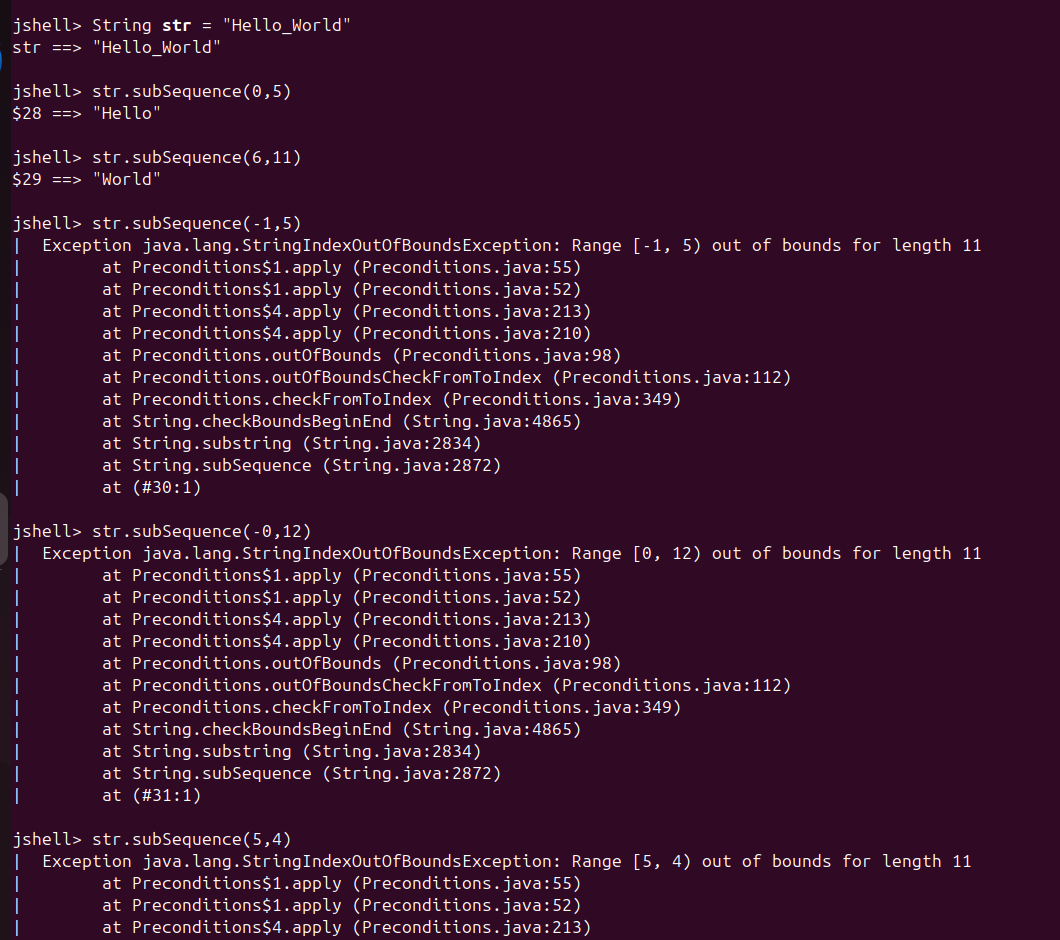 jshell> String str = "Hello_World"
str ==> "Hello_World"
jshell> str.subSequence(0,5)
$28 ==> "Hello"
jshell> str.subSequence(6,11)
$29 ==> "World"
jshell> str.subSequence(-1,5)
|  Exception java.lang.StringIndexOutOfBoundsException: Range [-1, 5) out of bounds for length 11
|        at Preconditions$1.apply (Preconditions.java:55)
|        at Preconditions$1.apply (Preconditions.java:52)
|        at Preconditions$4.apply (Preconditions.java:213)
|        at Preconditions$4.apply (Preconditions.java:210)
|        at Preconditions.outOfBounds (Preconditions.java:98)
|        at Preconditions.outOfBoundsCheckFromToIndex (Preconditions.java:112)
|        at Preconditions.checkFromToIndex (Preconditions.java:349)
|        at String.checkBoundsBeginEnd (String.java:4865)
|        at String.substring (String.java:2834)
|        at String.subSequence (String.java:2872)
|        at (#30:1)
jshell> str.subSequence(-0,12)
|  Exception java.lang.StringIndexOutOfBoundsException: Range [0, 12) out of bounds for length 11
|        at Preconditions$1.apply (Preconditions.java:55)
|        at Preconditions$1.apply (Preconditions.java:52)
|        at Preconditions$4.apply (Preconditions.java:213)
|        at Preconditions$4.apply (Preconditions.java:210)
|        at Preconditions.outOfBounds (Preconditions.java:98)
|        at Preconditions.outOfBoundsCheckFromToIndex (Preconditions.java:112)
|        at Preconditions.checkFromToIndex (Preconditions.java:349)
|        at String.checkBoundsBeginEnd (String.java:4865)
|        at String.substring (String.java:2834)
|        at String.subSequence (String.java:2872)
|        at (#31:1)
jshell> str.subSequence(5,4)
|  Exception java.lang.StringIndexOutOfBoundsException: Range [5, 4) out of bounds for length 11
|        at Preconditions$1.apply (Preconditions.java:55)
|        at Preconditions$1.apply (Preconditions.java:52)
|        at Preconditions$4.apply (Preconditions.java:213)